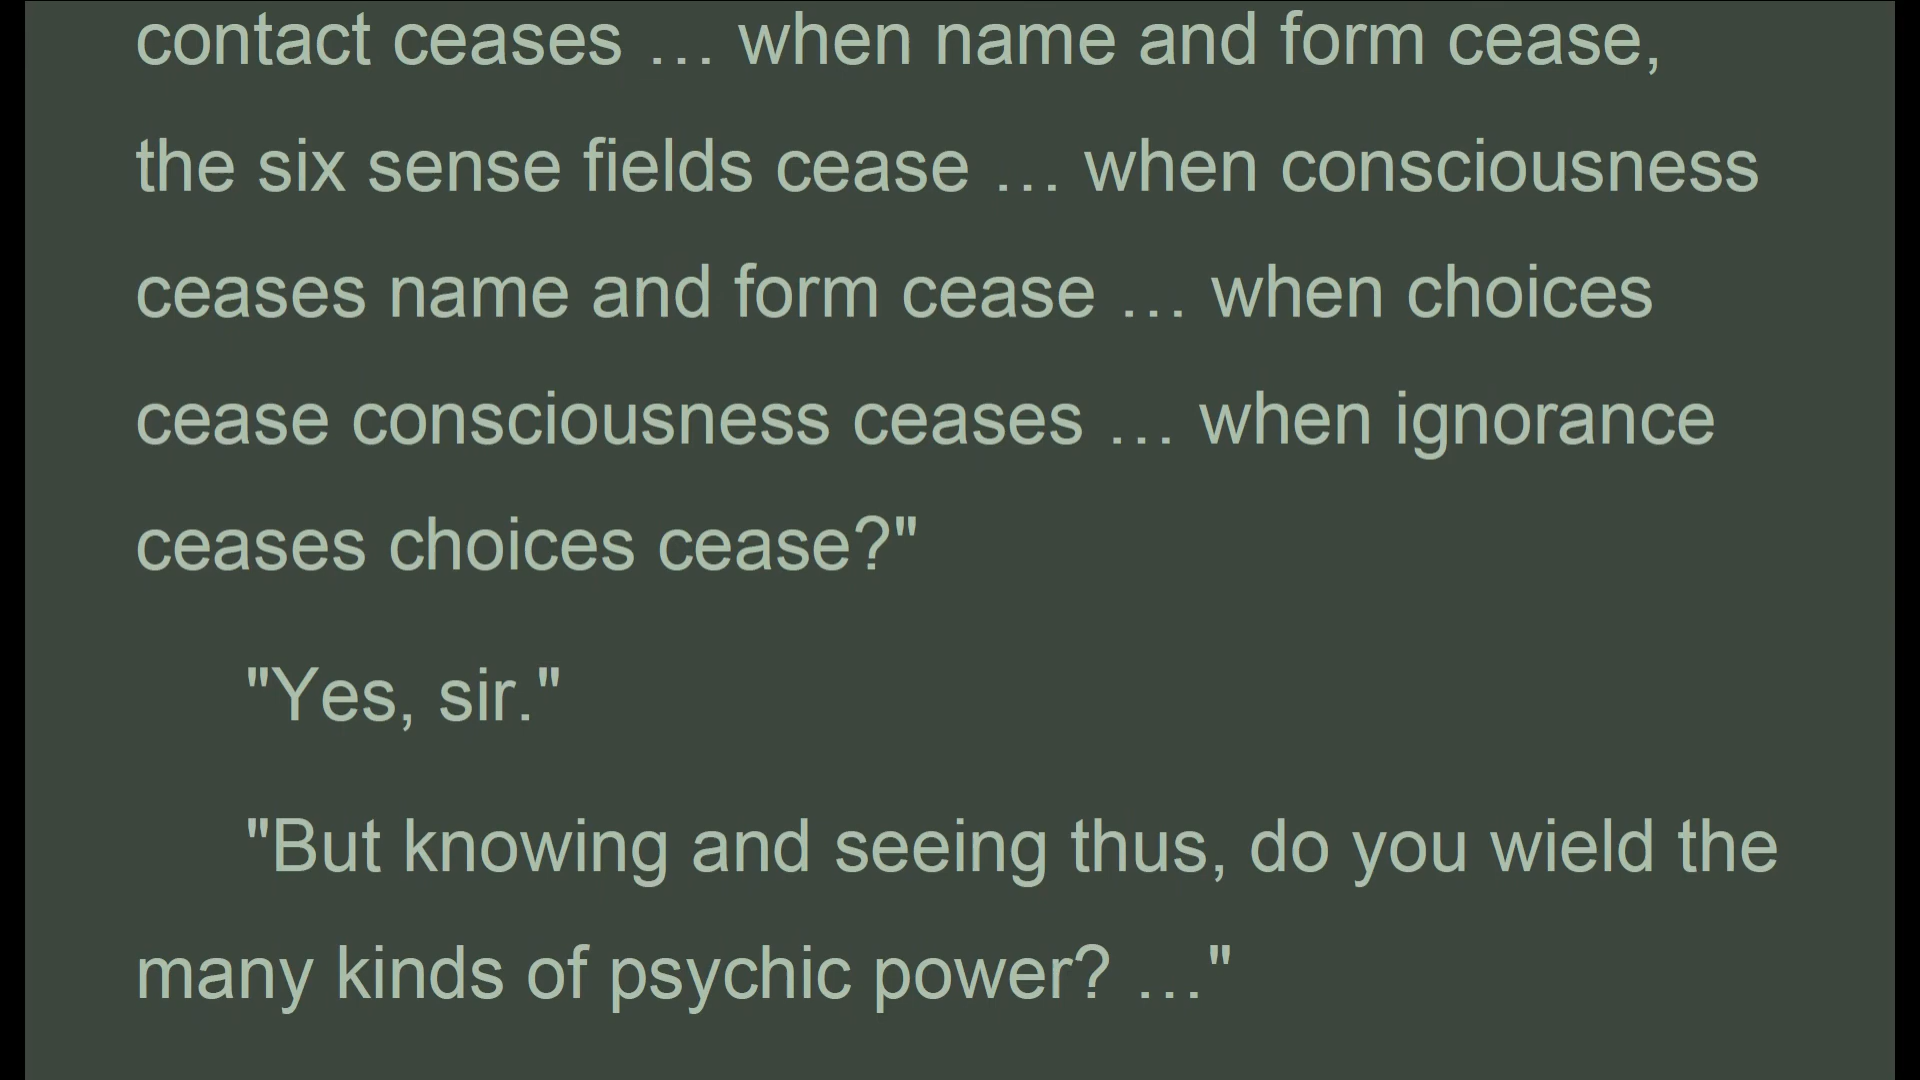 contact ceases … when name and form cease,
the six sense fields cease … when consciousness
ceases name and form cease … when choices
cease consciousness ceases … when ignorance
ceases choices cease?"
"Yes, sir."
"But knowing and seeing thus, do you wield the
many kinds of psychic power? …"